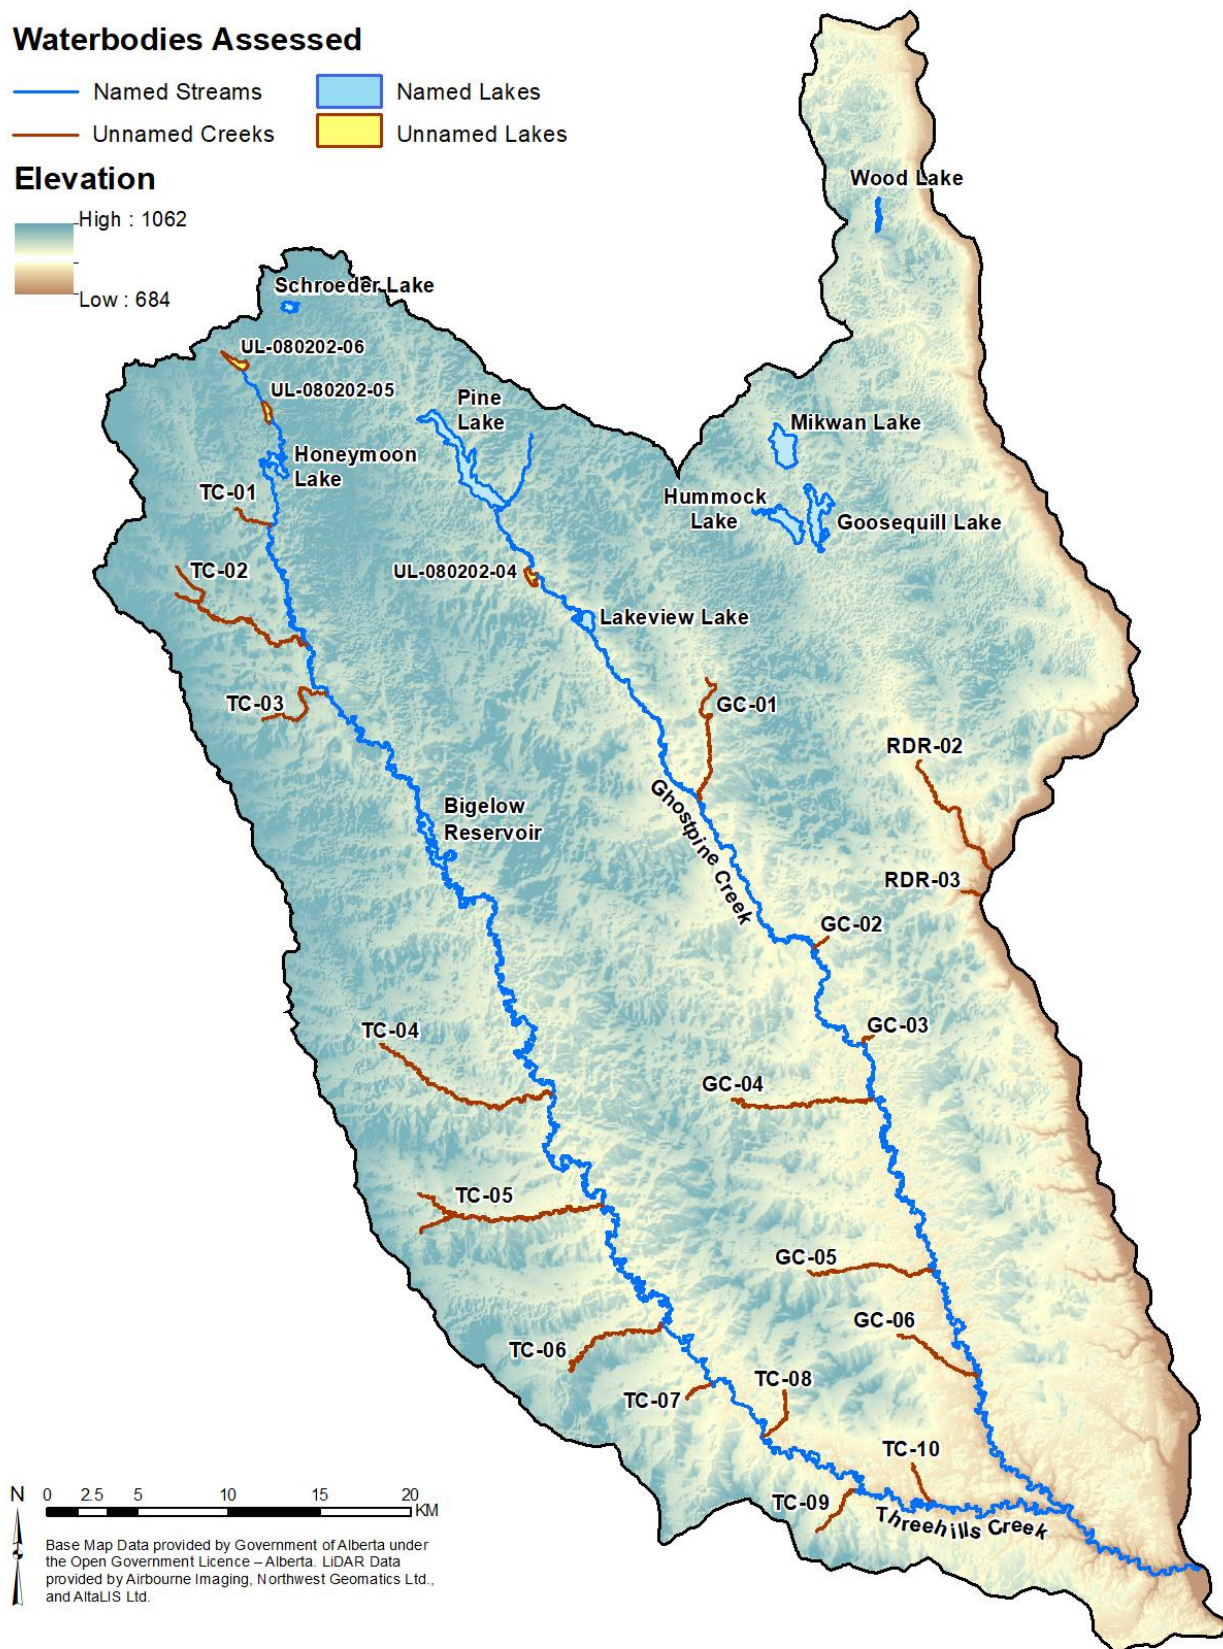 Waterbodies Assessed
Named Streams
Named Lakes
Unnamed Creeks
Unnamed Lakes
Elevation
High : 1062
Low : 684
Wood Lake
Schroeder Lake
UL-080202-06
UL-080202-05
Pine
Lake
Mikwan Lake
Honeymoon
Lake
TC-01
Hummock
Lake
Goosequill Lake
TC-02
UL-080202-04
Lakeview Lake
TC-03
GC-01
RDR-02
Bigelow
Reservoir
Ghostpine Creek
RDR-03
GC-02
TC-04
GC-03
GC-04
TC-05
GC-05
GC-06
TC-06
TC-07
TC-08
TC-10
TC-09
Threehills Creek
N
0 2.5 5 10 15 20
KM
Base Map Data provided by Government of Alberta under
the Open Government Licence – Alberta. LiDAR Data
provided by Airbourne Imaging, Northwest Geomatics Ltd.,
and AltaLIS Ltd.